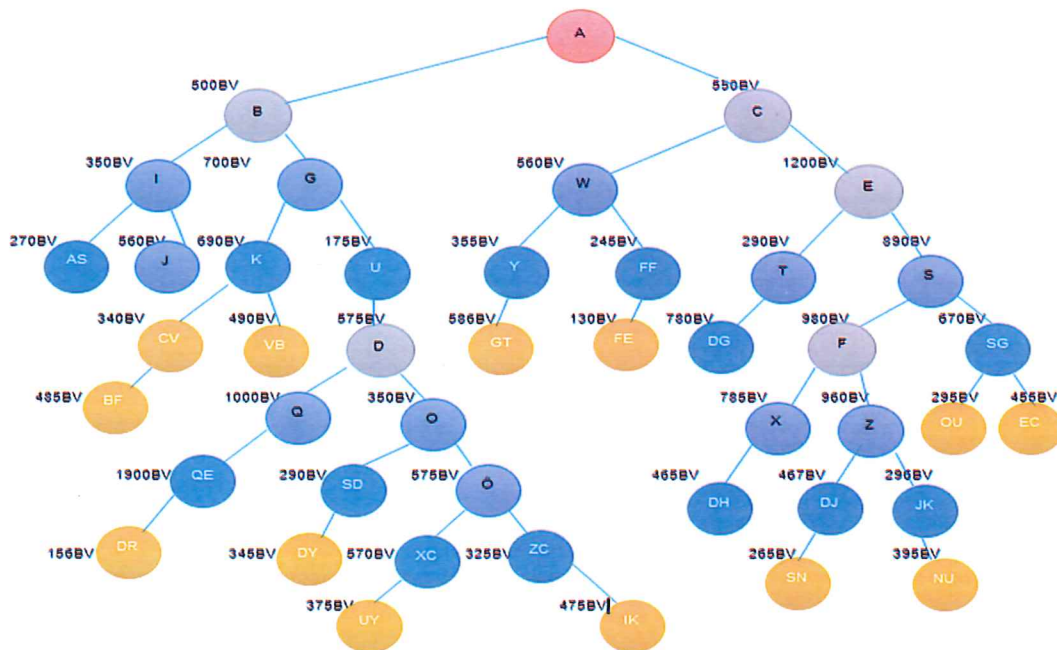 A
500BV
B
550BV
C
350BV
I
700BV
G
560BV
W
1200BV
E
270BV
AS
560BV
J
690BV
K
175BV
U
355BV
Y
245BV
FF
290BV
T
890BV
S
340BV
CV
490BV
VB
575BV
D
586BV
GT
130BV
FE
780BV
DG
980BV
F
670BV
SG
485BV
BF
1000BV
Q
350BV
O
785BV
X
960BV
Z
295BV
OU
455BV
EC
1900BV
QE
290BV
SD
575BV
Ö
465BV
DH
467BV
DJ
296BV
JK
156BV
DR
345BV
DY
570BV
XC
325BV
ZC
265BV
SN
395BV
NU
375BV
UY
475BV
IK